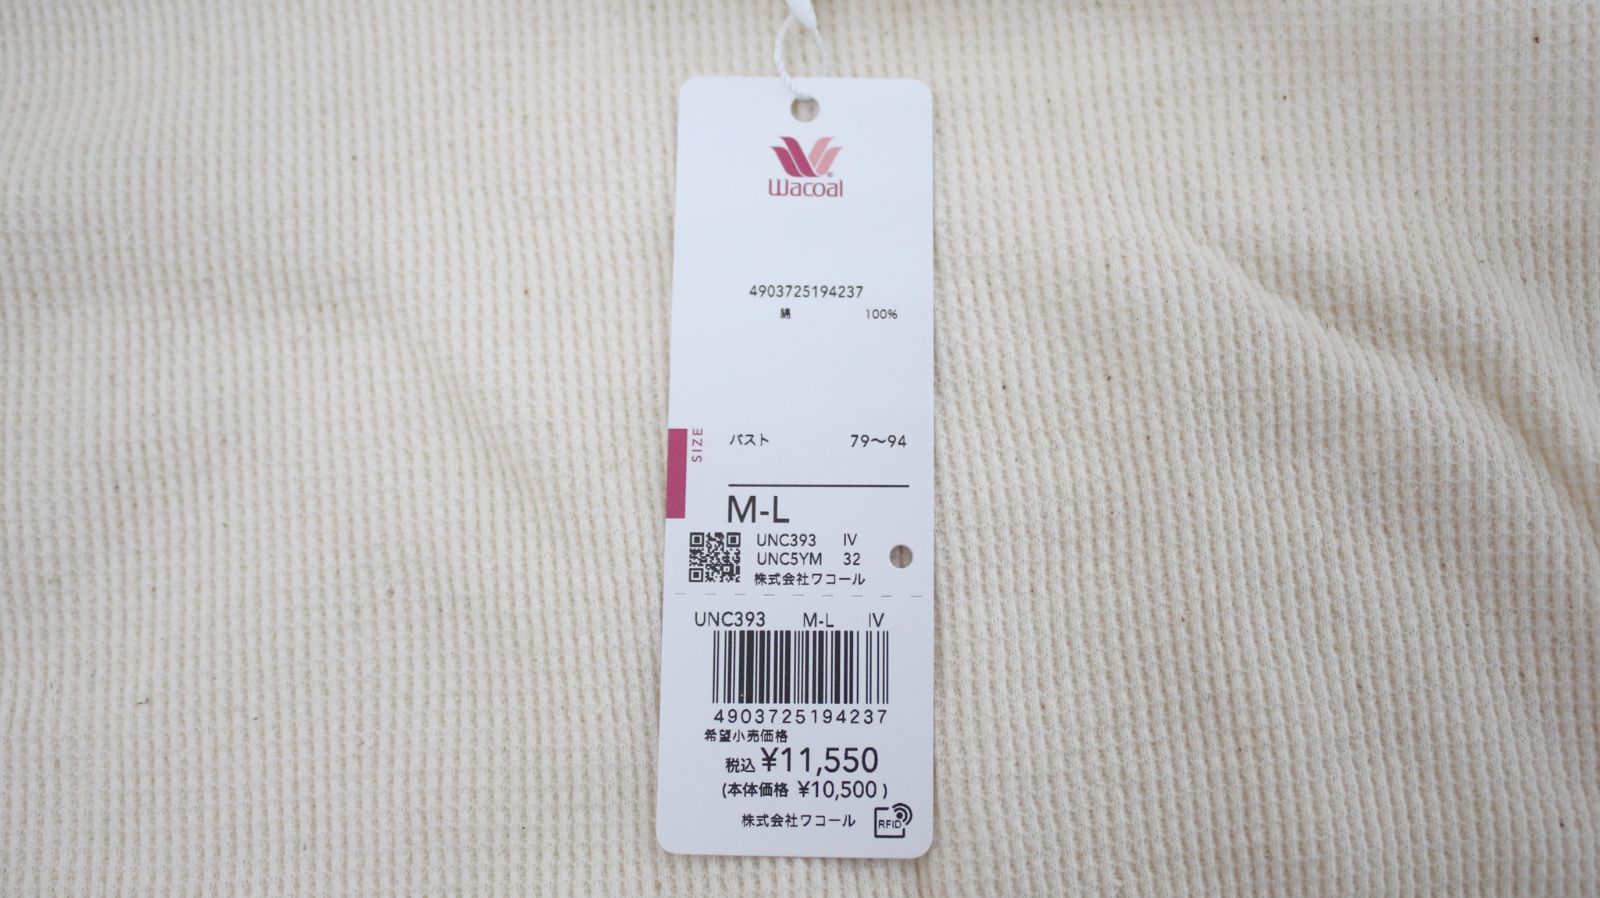 Wacoal
4903725194237
綿 100%
SIZE
バスト 79～94
M-L
UNC393 IV
UNC5YM 32
株式会社ワコール
UNC393 M-L IV
4903725194237
希望小売価格
税込 ¥11,550
(本体価格 ¥10,500)
株式会社ワコール
RFID